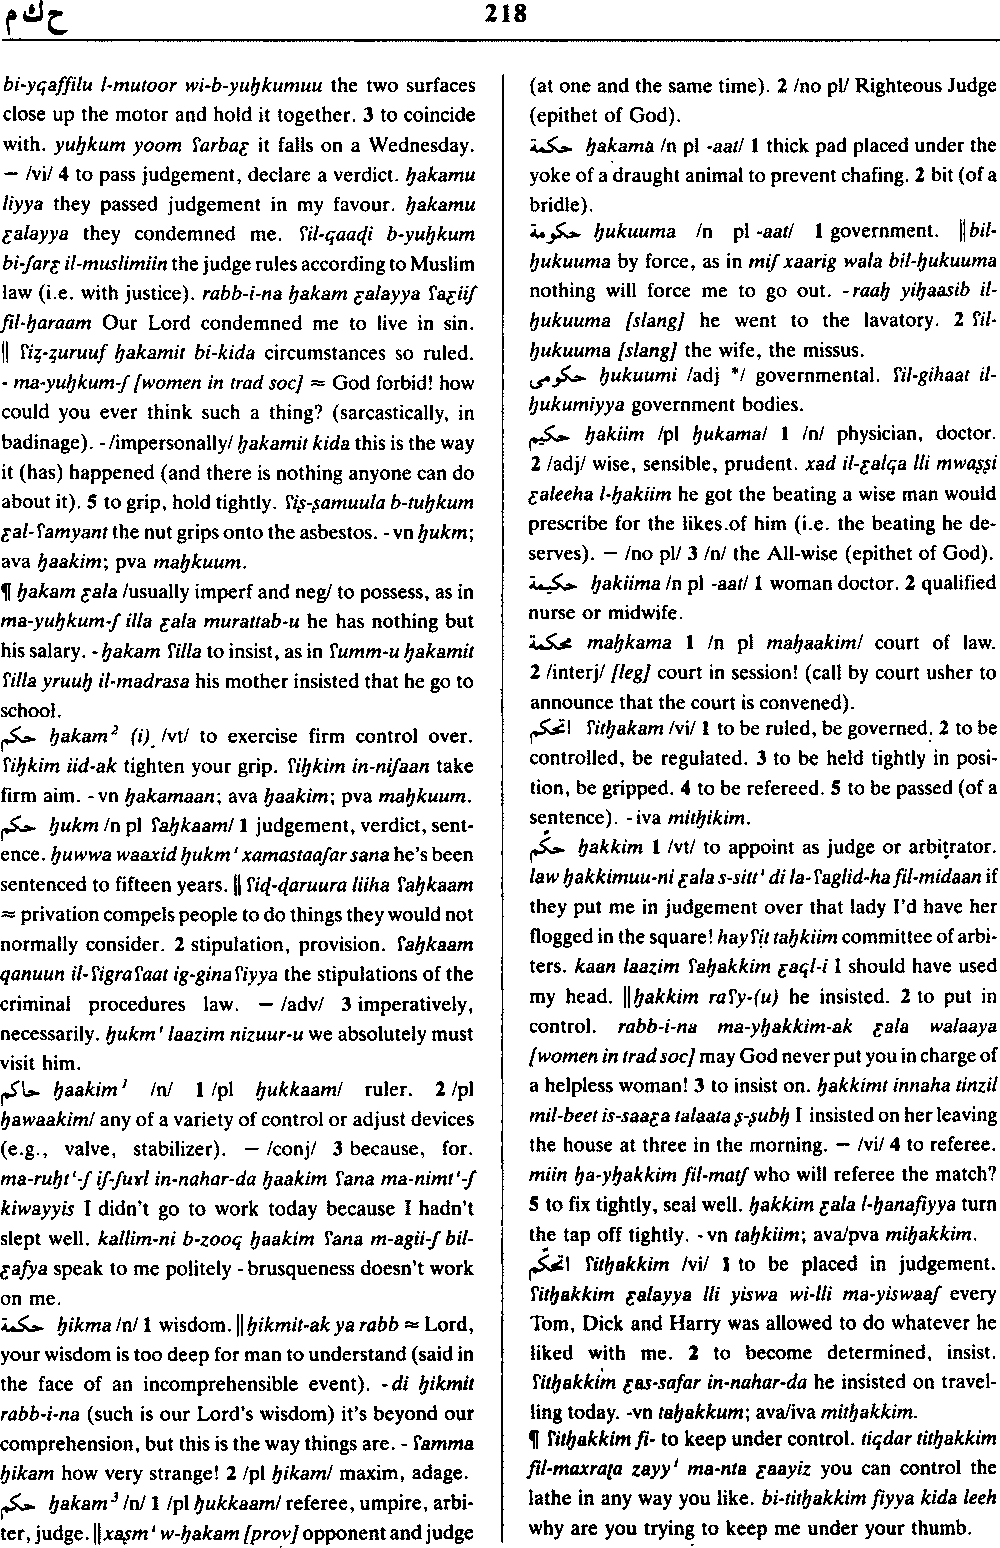 ح ك م
218
bi-yqaffilu l-mutoor wi-b-yuḥkumuu the two surfaces
close up the motor and hold it together. 3 to coincide
with. yuḥkum yoom ʕarbaƹ it falls on a Wednesday.
— /vi/ 4 to pass judgement, declare a verdict. ḥakamu
liyya they passed judgement in my favour. ḥakamu
ƹalayya they condemned me. ʕil-qaaḍi b-yuḥkum
bi-ʃarƹ il-muslimiin the judge rules according to Muslim
law (i.e. with justice). rabb-i-na ḥakam ƹalayya ʕaƹiiʃ
fil-ḥaraam Our Lord condemned me to live in sin.
‖ ʕiẓ-ẓuruuf ḥakamit bi-kida circumstances so ruled.
- ma-yuḥkum-ʃ [women in trad soc] ≈ God forbid! how
could you ever think such a thing? (sarcastically, in
badinage). -/impersonally/ ḥakamit kida this is the way
it (has) happened (and there is nothing anyone can do
about it). 5 to grip, hold tightly. ʕiṣ-ṣamuula b-tuḥkum
ƹal-ʕamyant the nut grips onto the asbestos. -vn ḥukm;
ava ḥaakim; pva maḥkuum.
¶ ḥakam ƹala /usually imperf and neg/ to possess, as in
ma-yuḥkum-ʃ illa ƹala murattab-u he has nothing but
his salary. -ḥakam ʕilla to insist, as in ʕumm-u ḥakamit
ʕilla yruuḥ il-madrasa his mother insisted that he go to
school.
حكم ḥakam² (i) /vt/ to exercise firm control over.
ʕiḥkim iid-ak tighten your grip. ʕiḥkim in-niʃaan take
firm aim. -vn ḥakamaan; ava ḥaakim; pva maḥkuum.
حكم ḥukm /n pl ʕaḥkaam/ 1 judgement, verdict, sent-
ence. ḥuwwa waaxid ḥukm ' xamastaaʃar sana he's been
sentenced to fifteen years. ‖ ʕiḍ-ḍaruura liiha ʕaḥkaam
≈ privation compels people to do things they would not
normally consider. 2 stipulation, provision. ʕaḥkaam
qanuun il-ʕigraʕaat ig-ginaʕiyya the stipulations of the
criminal procedures law. — /adv/ 3 imperatively,
necessarily. ḥukm ' laazim nizuur-u we absolutely must
visit him.
حاكم ḥaakim¹ /n/ 1 /pl ḥukkaam/ ruler. 2 /pl
ḥawaakim/ any of a variety of control or adjust devices
(e.g., valve, stabilizer). — /conj/ 3 because, for.
ma-ruḥt '-ʃ iʃ-ʃuɤl in-nahar-da ḥaakim ʕana ma-nimt '-ʃ
kiwayyis I didn't go to work today because I hadn't
slept well. kallim-ni b-zooq ḥaakim ʕana m-agii-ʃ bil-
ƹafya speak to me politely - brusqueness doesn't work
on me.
حكمة ḥikma /n/ 1 wisdom. ‖ḥikmit-ak ya rabb ≈ Lord,
your wisdom is too deep for man to understand (said in
the face of an incomprehensible event). -di ḥikmit
rabb-i-na (such is our Lord's wisdom) it's beyond our
comprehension, but this is the way things are. - ʕamma
ḥikam how very strange! 2 /pl ḥikam/ maxim, adage.
حكم ḥakam³ /n/ 1 /pl ḥukkaam/ referee, umpire, arbi-
ter, judge. ‖xaṣm ' w-ḥakam [prov] opponent and judge
(at one and the same time). 2 /no pl/ Righteous Judge
(epithet of God).
حكمة ḥakama /n pl -aat/ 1 thick pad placed under the
yoke of a draught animal to prevent chafing. 2 bit (of a
bridle).
حكومة ḥukuuma /n pl -aat/ 1 government. ‖bil-
ḥukuuma by force, as in miʃ xaarig wala bil-ḥukuuma
nothing will force me to go out. -raaḥ yiḥaasib il-
ḥukuuma [slang] he went to the lavatory. 2 ʕil-
ḥukuuma [slang] the wife, the missus.
حكومى ḥukuumi /adj */ governmental. ʕil-gihaat il-
ḥukumiyya government bodies.
حكيم ḥakiim /pl ḥukama/ 1 /n/ physician, doctor.
2 /adj/ wise, sensible, prudent. xad il-ƹalqa lli mwaṣṣi
ƹaleeha l-ḥakiim he got the beating a wise man would
prescribe for the likes of him (i.e. the beating he de-
serves). — /no pl/ 3 /n/ the All-wise (epithet of God).
حكيمة ḥakiima /n pl -aat/ 1 woman doctor. 2 qualified
nurse or midwife.
محكمة maḥkama 1 /n pl maḥaakim/ court of law.
2 /interj/ [leg] court in session! (call by court usher to
announce that the court is convened).
اتحكم ʕitḥakam /vi/ 1 to be ruled, be governed. 2 to be
controlled, be regulated. 3 to be held tightly in posi-
tion, be gripped. 4 to be refereed. 5 to be passed (of a
sentence). -iva mitḥikim.
حكّم ḥakkim 1 /vt/ to appoint as judge or arbitrator.
law ḥakkimuu-ni ƹala s-sitt ' di la-ʕaglid-ha fil-midaan if
they put me in judgement over that lady I'd have her
flogged in the square! hayʕit taḥkiim committee of arbi-
ters. kaan laazim ʕaḥakkim ƹaql-i I should have used
my head. ‖ḥakkim raʕy-(u) he insisted. 2 to put in
control. rabb-i-na ma-yḥakkim-ak ƹala walaaya
[women in trad soc] may God never put you in charge of
a helpless woman! 3 to insist on. ḥakkimt innaha tinzil
mil-beet is-saaƹa talaata ṣ-ṣubḥ I insisted on her leaving
the house at three in the morning. — /vi/ 4 to referee.
miin ḥa-yḥakkim fil-matʃ who will referee the match?
5 to fix tightly, seal well. ḥakkim ƹala l-ḥanafiyya turn
the tap off tightly. -vn taḥkiim; ava/pva miḥakkim.
اتحكّم ʕitḥakkim /vi/ 1 to be placed in judgement.
ʕitḥakkim ƹalayya lli yiswa wi-lli ma-yiswaaʃ every
Tom, Dick and Harry was allowed to do whatever he
liked with me. 2 to become determined, insist.
ʕitḥakkim ƹas-safar in-nahar-da he insisted on travel-
ling today. -vn taḥakkum; ava/iva mitḥakkim.
¶ ʕitḥakkim fi- to keep under control. tiqdar titḥakkim
fil-maxraṭa zayy ' ma-nta ƹaayiz you can control the
lathe in any way you like. bi-titḥakkim fiyya kida leeh
why are you trying to keep me under your thumb.